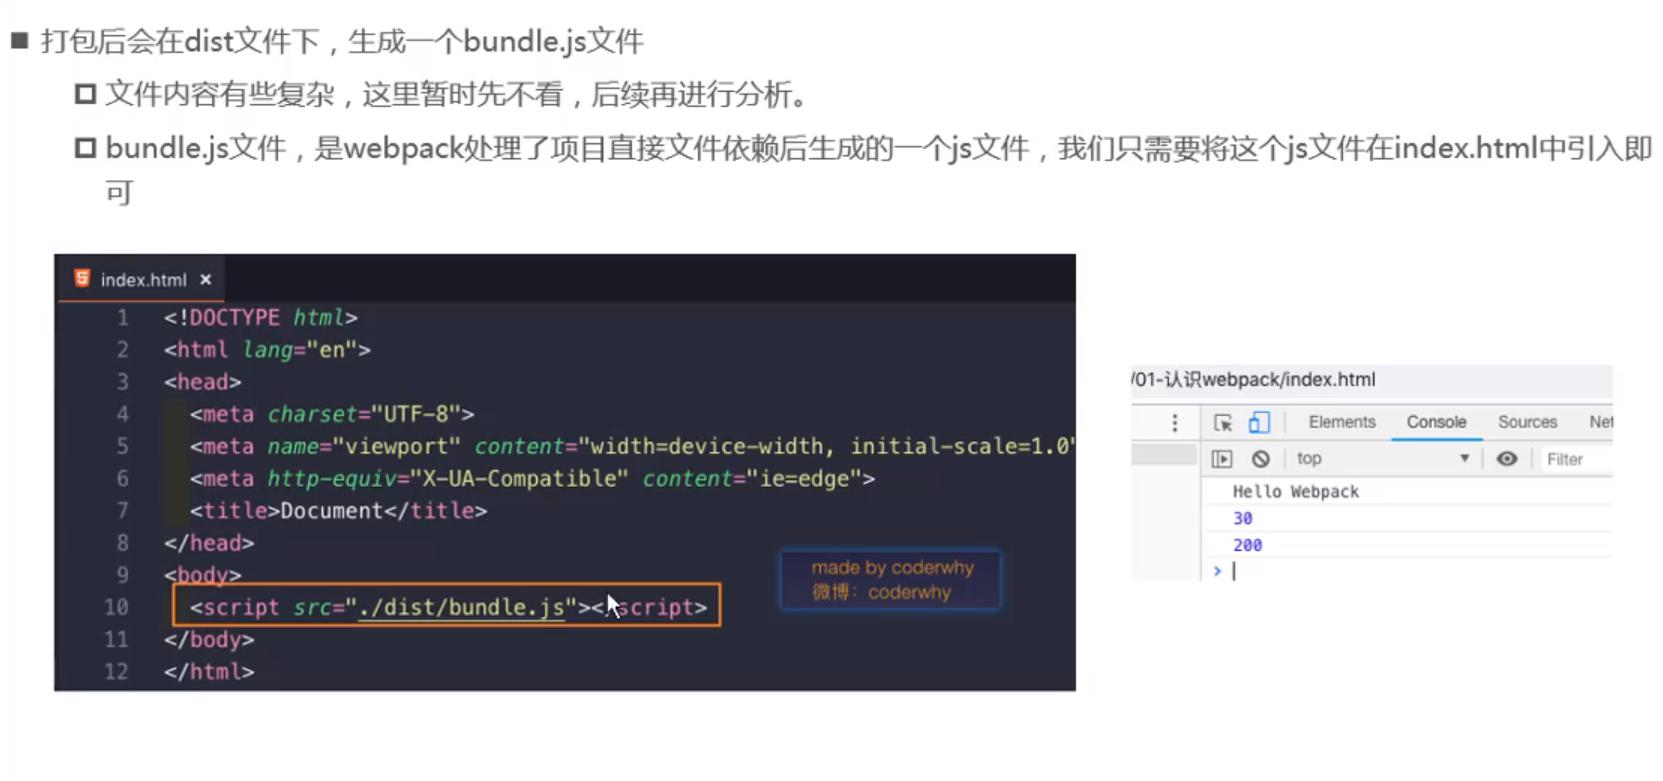 打包后会在dist文件下，生成一个bundle.js文件
文件内容有些复杂，这里暂时先不看，后续再进行分析。
bundle.js文件，是webpack处理了项目直接文件依赖后生成的一个js文件，我们只需要将这个js文件在index.html中引入即
可
index.html ×
1 <!DOCTYPE html>
2 <html lang="en">
3 <head>
4 <meta charset="UTF-8">
5 <meta name="viewport" content="width=device-width, initial-scale=1.0"
6 <meta http-equiv="X-UA-Compatible" content="ie=edge">
7 <title>Document</title>
8 </head>
9 <body>
10 <script src="./dist/bundle.js"></script>
11 </body>
12 </html>
made by coderwhy
微博：coderwhy
/01-认识webpack/index.html
Elements Console Sources Net
top Filter
Hello Webpack
30
200